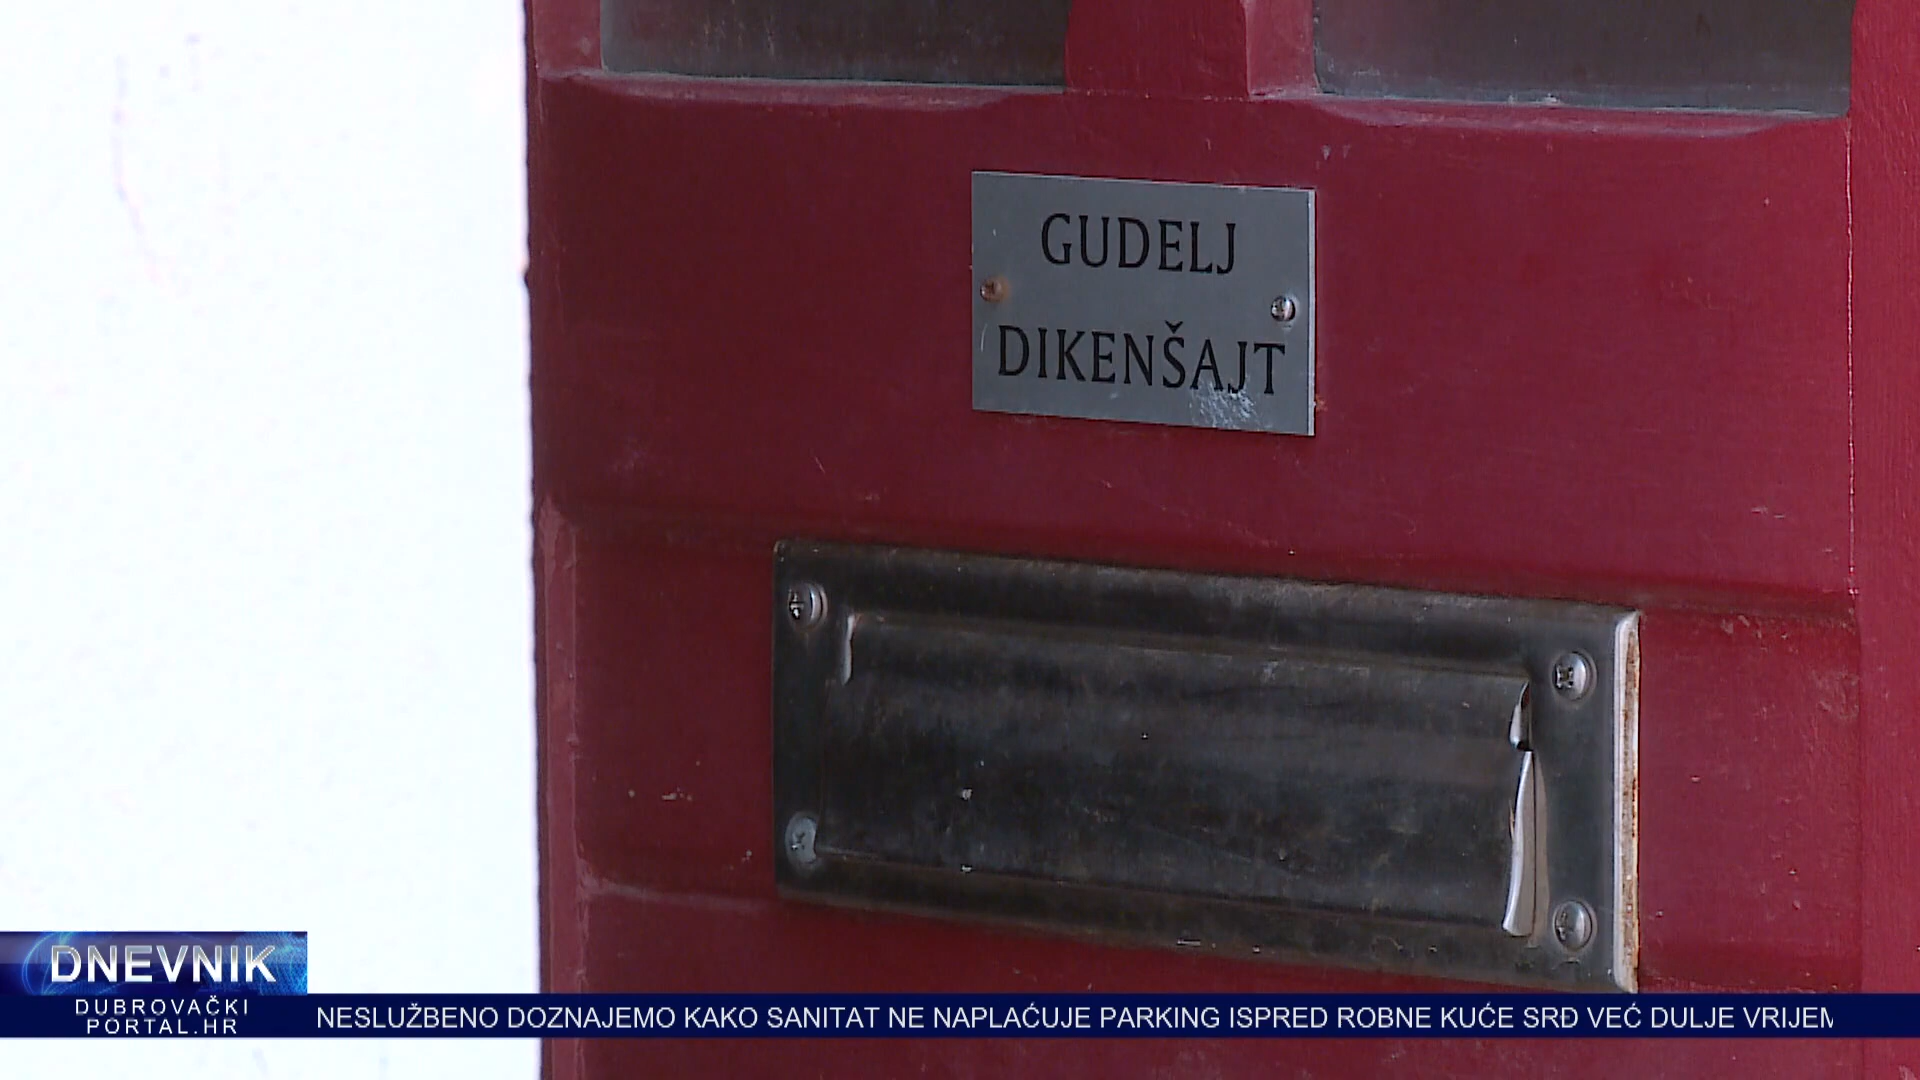 GUDELJ
DIKENŠAJT
DNEVNIK
DUBROVAČKI
PORTAL.HR
NESLUŽBENO DOZNAJEMO KAKO SANITAT NE NAPLAĆUJE PARKING ISPRED ROBNE KUĆE SRĐ VEĆ DULJE VRIJEM